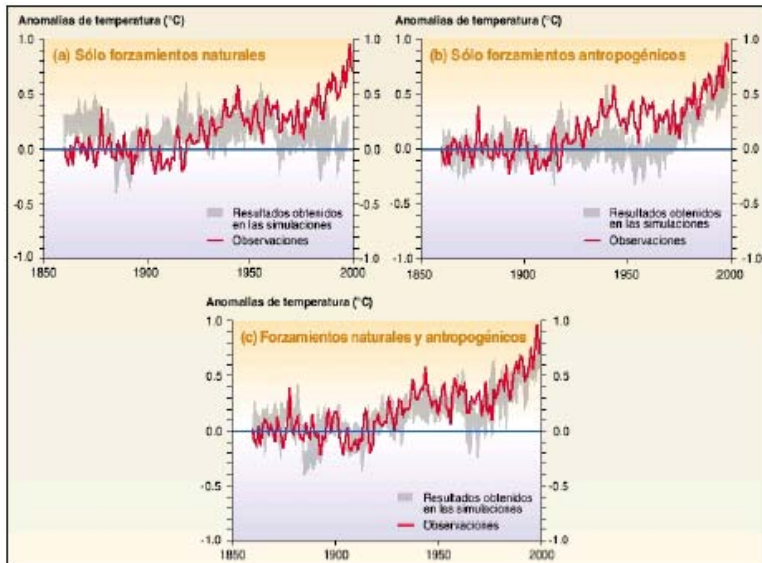 Anomalías de temperatura (°C)
(a) Sólo forzamientos naturales
1.0
0.5
0.0
-0.5
-1.0
1.0
0.5
0.0
-0.5
-1.0
Resultados obtenidos
en las simulaciones
Observaciones
1850
1900
1950
2000
Anomalías de temperatura (°C)
(b) Sólo forzamientos antropogénicos
1.0
0.5
0.0
-0.5
-1.0
1.0
0.5
0.0
-0.5
-1.0
Resultados obtenidos
en las simulaciones
Observaciones
1850
1900
1950
2000
Anomalías de temperatura (°C)
(c) Forzamientos naturales y antropogénicos
1.0
0.5
0.0
-0.5
-1.0
1.0
0.5
0.0
-0.5
-1.0
Resultados obtenidos
en las simulaciones
Observaciones
1850
1900
1950
2000